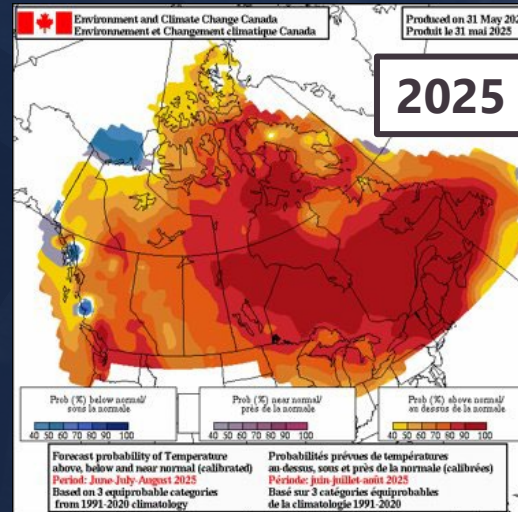 Environment and Climate Change Canada
Environnement et Changement climatique Canada
Produced on 31 May 202
Produit le 31 mai 2025
2025
Prob (%) below normal/
sous la normale
40 50 60 70 80 90 100
Prob (%) near normal/
près de la normale
40 50 60 70 80 90 100
Prob (%) above normal/
au dessus de la normale
40 50 60 70 80 90 100
Forecast probability of Temperature
above, below and near normal (calibrated)
Period: June-July-August 2025
Based on 3 equiprobable categories
from 1991-2020 climatology
Probabilités prévues de températures
au-dessus, sous et près de la normale (calibrées)
Période: juin-juillet-août 2025
Basé sur 3 catégories équiprobables
de la climatologie 1991-2020